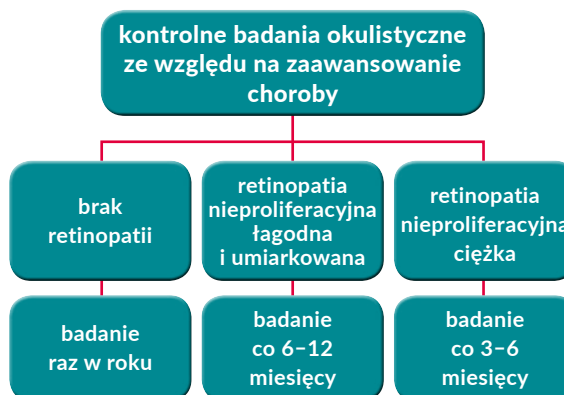 kontrolne badania okulistyczne
ze względu na zaawansowanie
choroby
brak
retinopatii
retinopatia
nieproliferacyjna
łagodna
i umiarkowana
retinopatia
nieproliferacyjna
ciężka
badanie
raz w roku
badanie
co 6–12
miesięcy
badanie
co 3–6
miesięcy